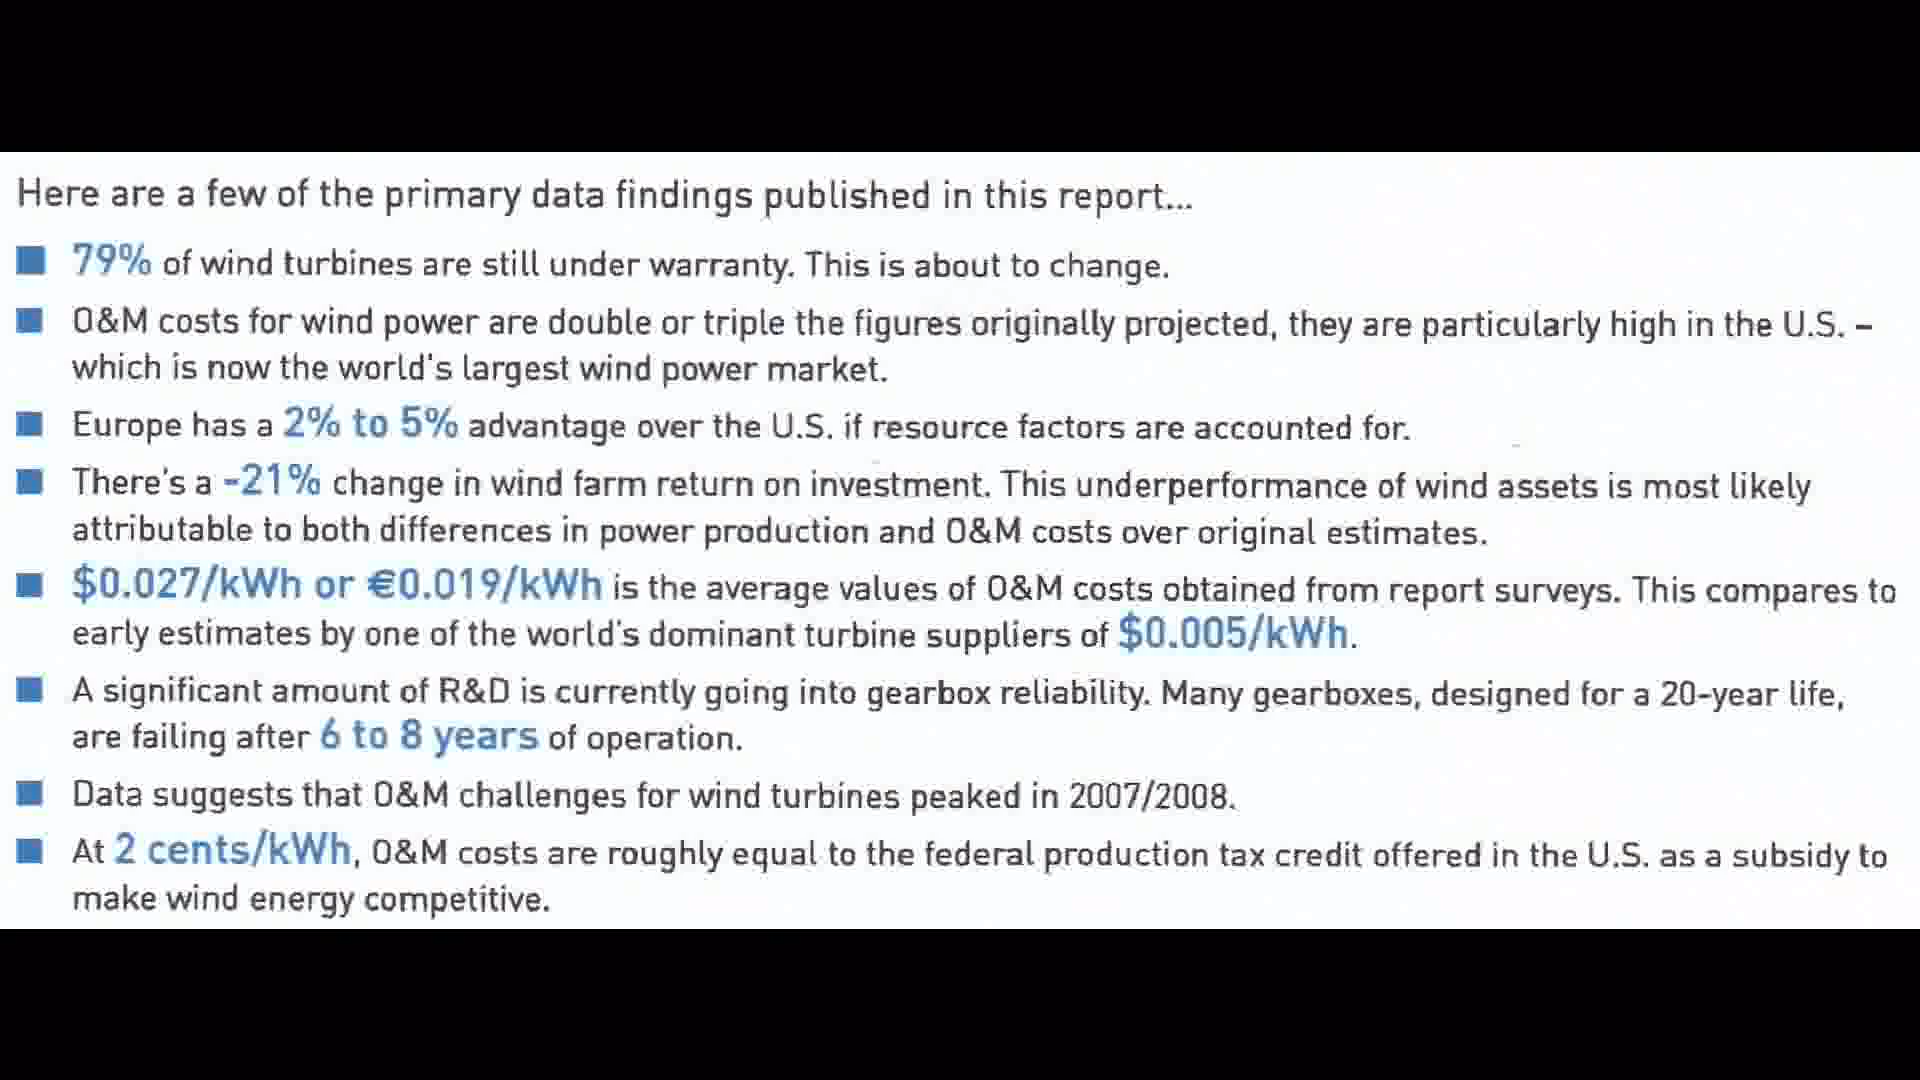 Here are a few of the primary data findings published in this report...
79% of wind turbines are still under warranty. This is about to change.
O&M costs for wind power are double or triple the figures originally projected, they are particularly high in the U.S. –
which is now the world's largest wind power market.
Europe has a 2% to 5% advantage over the U.S. if resource factors are accounted for.
There's a -21% change in wind farm return on investment. This underperformance of wind assets is most likely
attributable to both differences in power production and O&M costs over original estimates.
$0.027/kWh or €0.019/kWh is the average values of O&M costs obtained from report surveys. This compares to
early estimates by one of the world's dominant turbine suppliers of $0.005/kWh.
A significant amount of R&D is currently going into gearbox reliability. Many gearboxes, designed for a 20-year life,
are failing after 6 to 8 years of operation.
Data suggests that O&M challenges for wind turbines peaked in 2007/2008.
At 2 cents/kWh, O&M costs are roughly equal to the federal production tax credit offered in the U.S. as a subsidy to
make wind energy competitive.